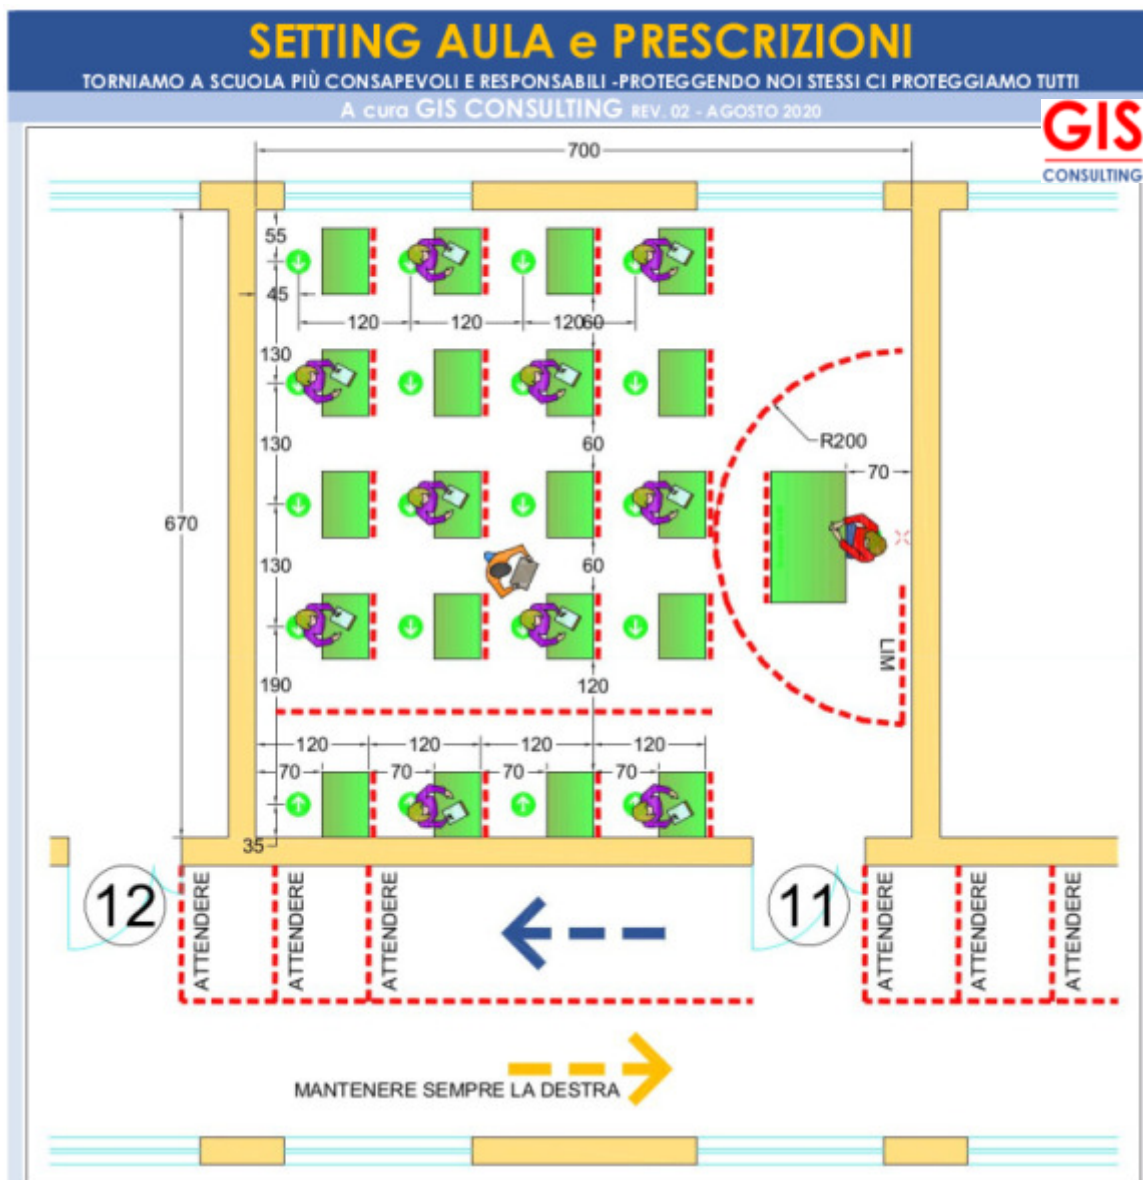 SETTING AULA e PRESCRIZIONI
TORNIAMO A SCUOLA PIÙ CONSAPEVOLI E RESPONSABILI -PROTEGGENDO NOI STESSI CI PROTEGGIAMO TUTTI
A cura GIS CONSULTING REV. 02 - AGOSTO 2020
GIS
CONSULTING
700
55
45
120
120
120
60
130
130
60
R200
70
670
130
60
190
120
LIM
120
120
120
120
70
70
70
70
35
12
ATTENDERE
ATTENDERE
ATTENDERE
11
ATTENDERE
ATTENDERE
ATTENDERE
MANTENERE SEMPRE LA DESTRA